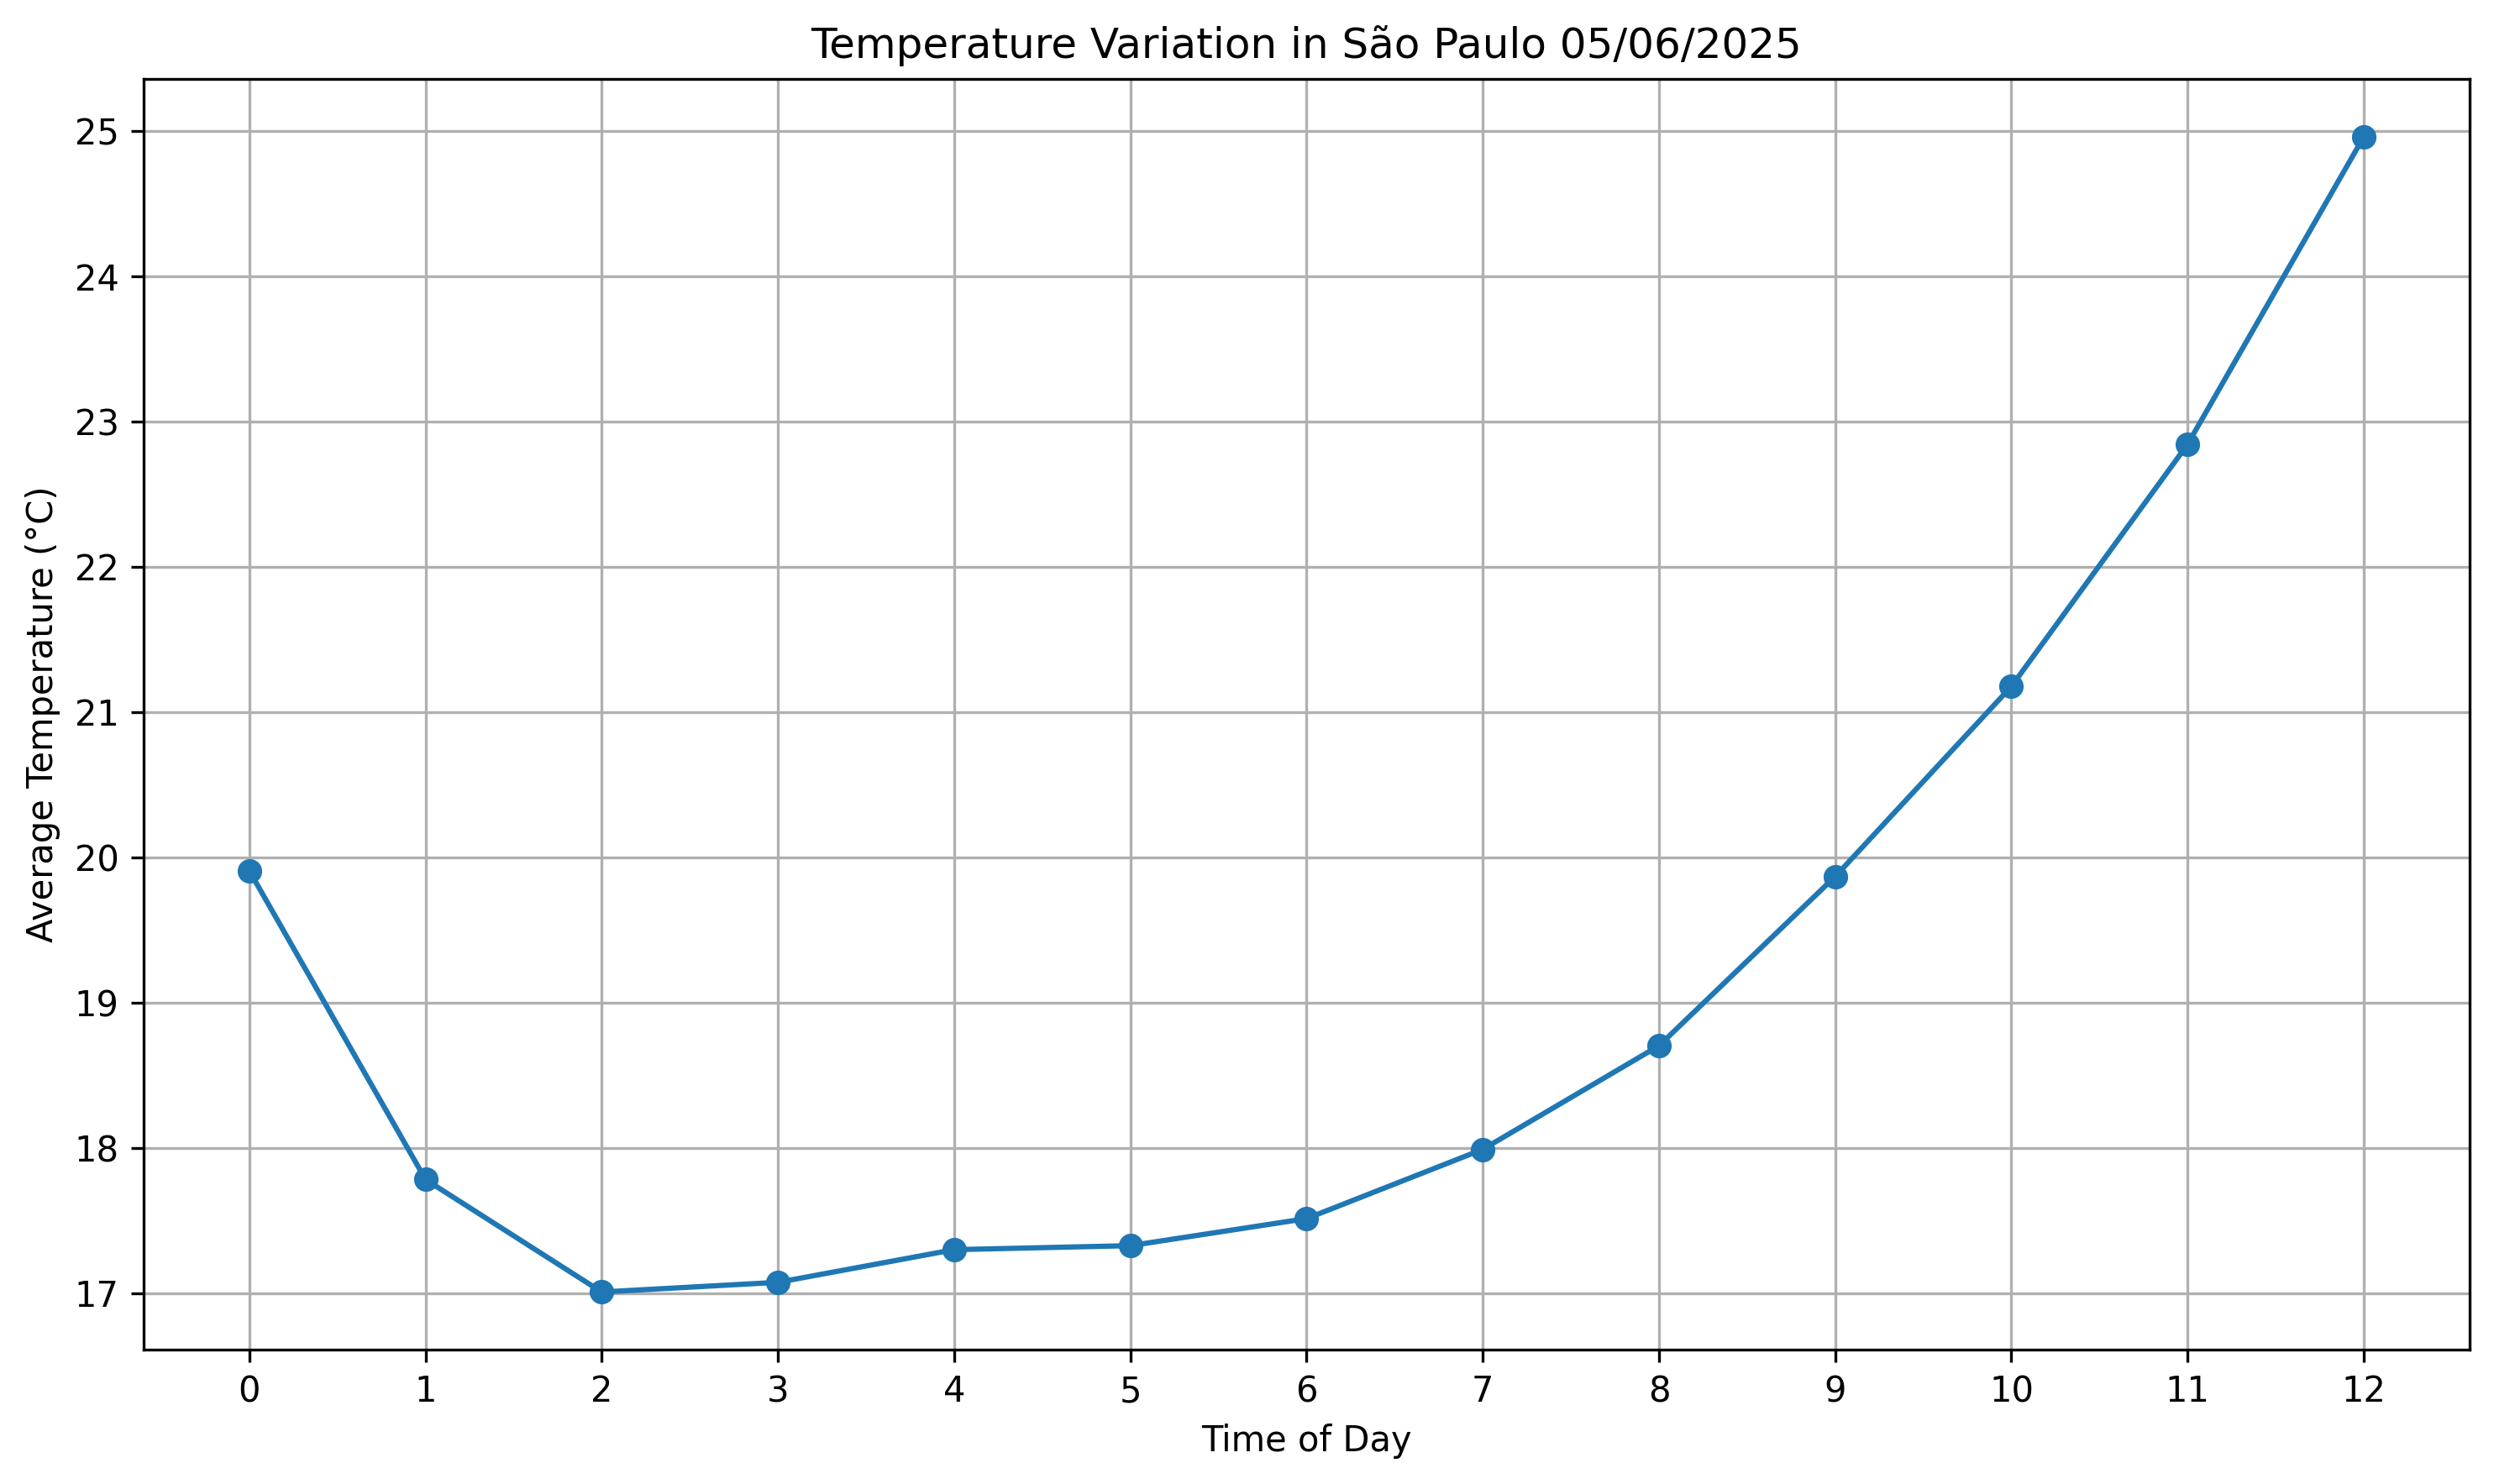 Temperature Variation in São Paulo 05/06/2025
25
24
23
22
21
20
19
18
17
Average Temperature (°C)
0 1 2 3 4 5 6 7 8 9 10 11 12
Time of Day